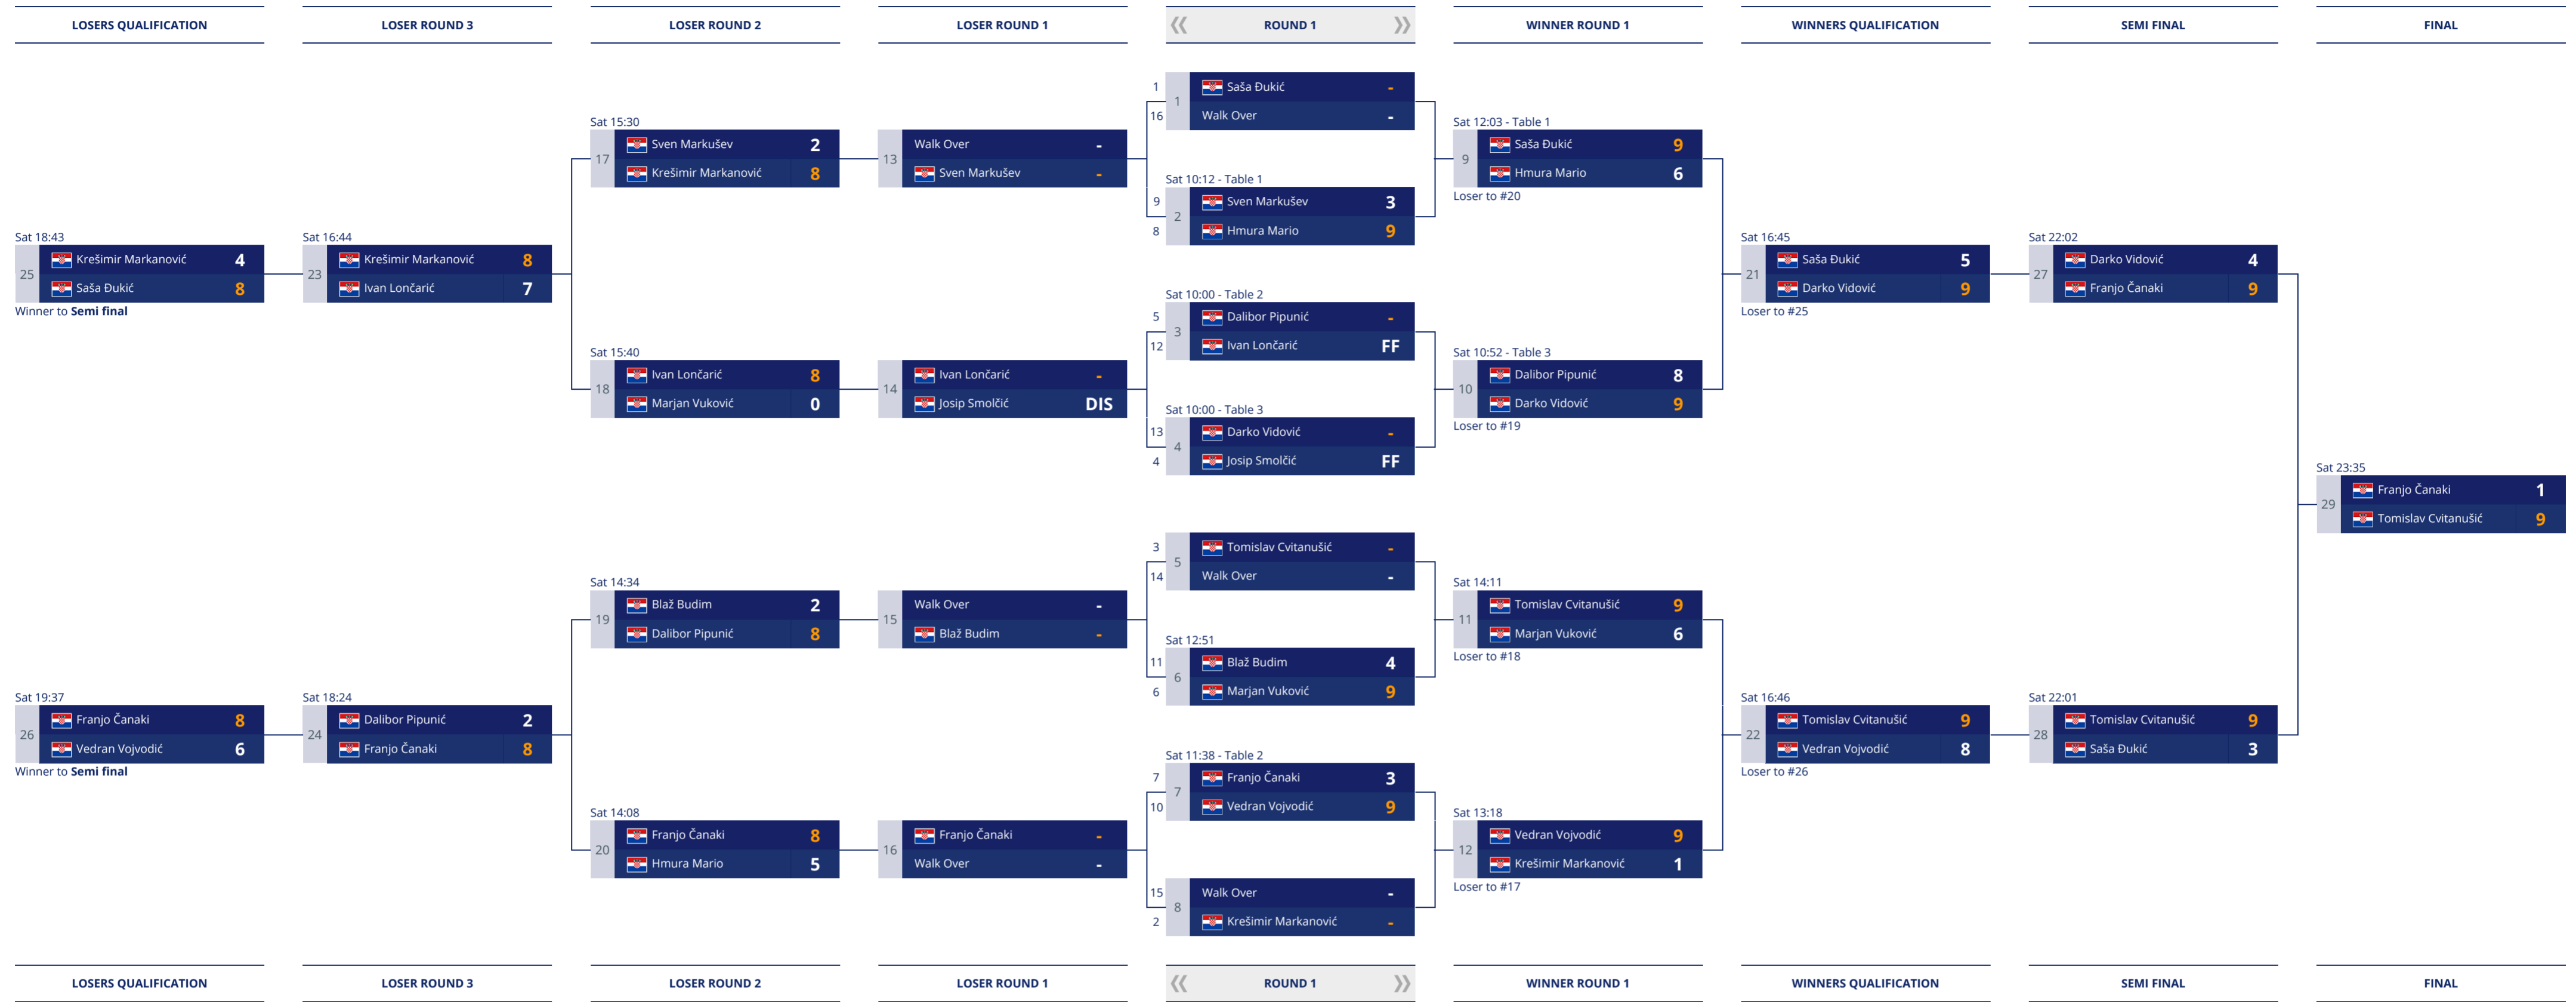 LOSERS QUALIFICATION
LOSER ROUND 3
LOSER ROUND 2
LOSER ROUND 1
ROUND 1
WINNER ROUND 1
WINNERS QUALIFICATION
SEMI FINAL
FINAL
Sat 18:43
25
Krešimir Markanović 4
Saša Đukić 8
Winner to Semi final
Sat 19:37
26
Franjo Čanaki 8
Vedran Vojvodić 6
Winner to Semi final
Sat 16:44
23
Krešimir Markanović 8
Ivan Lončarić 7
Sat 18:24
24
Dalibor Pipunić 2
Franjo Čanaki 8
Sat 15:30
17
Sven Markušev 2
Krešimir Markanović 8
Sat 15:40
18
Ivan Lončarić 8
Marjan Vuković 0
Sat 14:34
19
Blaž Budim 2
Dalibor Pipunić 8
Sat 14:08
20
Franjo Čanaki 8
Hmura Mario 5
13
Walk Over -
Sven Markušev -
14
Ivan Lončarić -
Josip Smolčić DIS
15
Walk Over -
Blaž Budim -
16
Franjo Čanaki -
Walk Over -
1
1 Saša Đukić -
16 Walk Over -
Sat 10:12 - Table 1
2
9 Sven Markušev 3
8 Hmura Mario 9
Sat 10:00 - Table 2
3
5 Dalibor Pipunić -
12 Ivan Lončarić FF
Sat 10:00 - Table 3
4
13 Darko Vidović -
4 Josip Smolčić FF
5
3 Tomislav Cvitanušić -
14 Walk Over -
Sat 12:51
6
11 Blaž Budim 4
6 Marjan Vuković 9
Sat 11:38 - Table 2
7
7 Franjo Čanaki 3
10 Vedran Vojvodić 9
8
15 Walk Over -
2 Krešimir Markanović -
Sat 12:03 - Table 1
9
Saša Đukić 9
Hmura Mario 6
Loser to #20
Sat 10:52 - Table 3
10
Dalibor Pipunić 8
Darko Vidović 9
Loser to #19
Sat 14:11
11
Tomislav Cvitanušić 9
Marjan Vuković 6
Loser to #18
Sat 13:18
12
Vedran Vojvodić 9
Krešimir Markanović 1
Loser to #17
Sat 16:45
21
Saša Đukić 5
Darko Vidović 9
Loser to #25
Sat 16:46
22
Tomislav Cvitanušić 9
Vedran Vojvodić 8
Loser to #26
Sat 22:02
27
Darko Vidović 4
Franjo Čanaki 9
Sat 22:01
28
Tomislav Cvitanušić 9
Saša Đukić 3
Sat 23:35
29
Franjo Čanaki 1
Tomislav Cvitanušić 9
LOSERS QUALIFICATION
LOSER ROUND 3
LOSER ROUND 2
LOSER ROUND 1
ROUND 1
WINNER ROUND 1
WINNERS QUALIFICATION
SEMI FINAL
FINAL